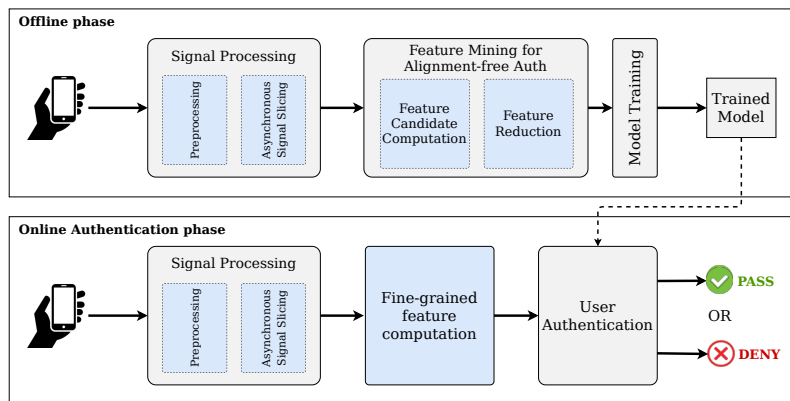 Offline phase
Signal Processing
Preprocessing
Asynchronous
Signal Slicing
Feature Mining for
Alignment-free Auth
Feature
Candidate
Computation
Feature
Reduction
Model Training
Trained
Model
Online Authentication phase
Signal Processing
Preprocessing
Asynchronous
Signal Slicing
Fine-grained
feature
computation
User
Authentication
PASS
OR
DENY